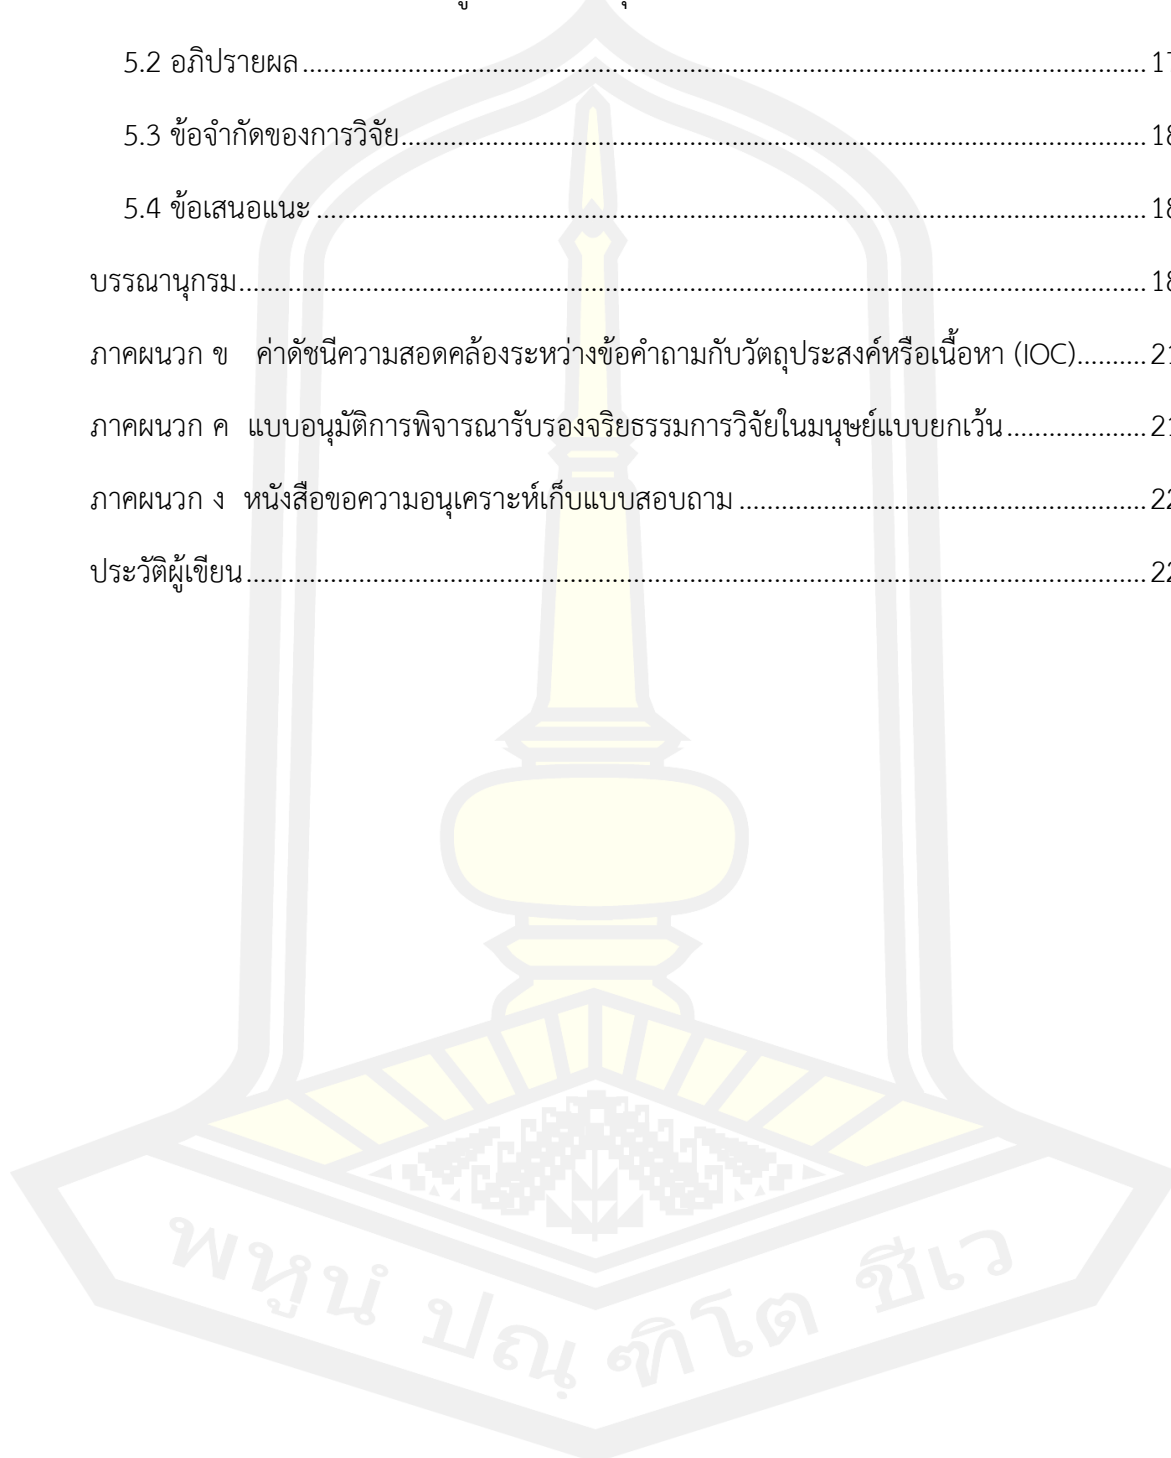 5.2 อภิปรายผล........................................................................................................................ 17
5.3 ข้อจำกัดของการวิจัย.......................................................................................................... 18
5.4 ข้อเสนอแนะ...................................................................................................................... 18
บรรณานุกรม................................................................................................................................. 18
ภาคผนวก ข ค่าดัชนีความสอดคล้องระหว่างข้อคำถามกับวัตถุประสงค์หรือเนื้อหา (IOC).......... 21
ภาคผนวก ค แบบอนุมัติการพิจารณารับรองจริยธรรมการวิจัยในมนุษย์แบบยกเว้น.................... 21
ภาคผนวก ง หนังสือขอความอนุเคราะห์เก็บแบบสอบถาม.......................................................... 22
ประวัติผู้เขียน................................................................................................................................ 22
พหูนํ ปณฺฑิโต ชีเว